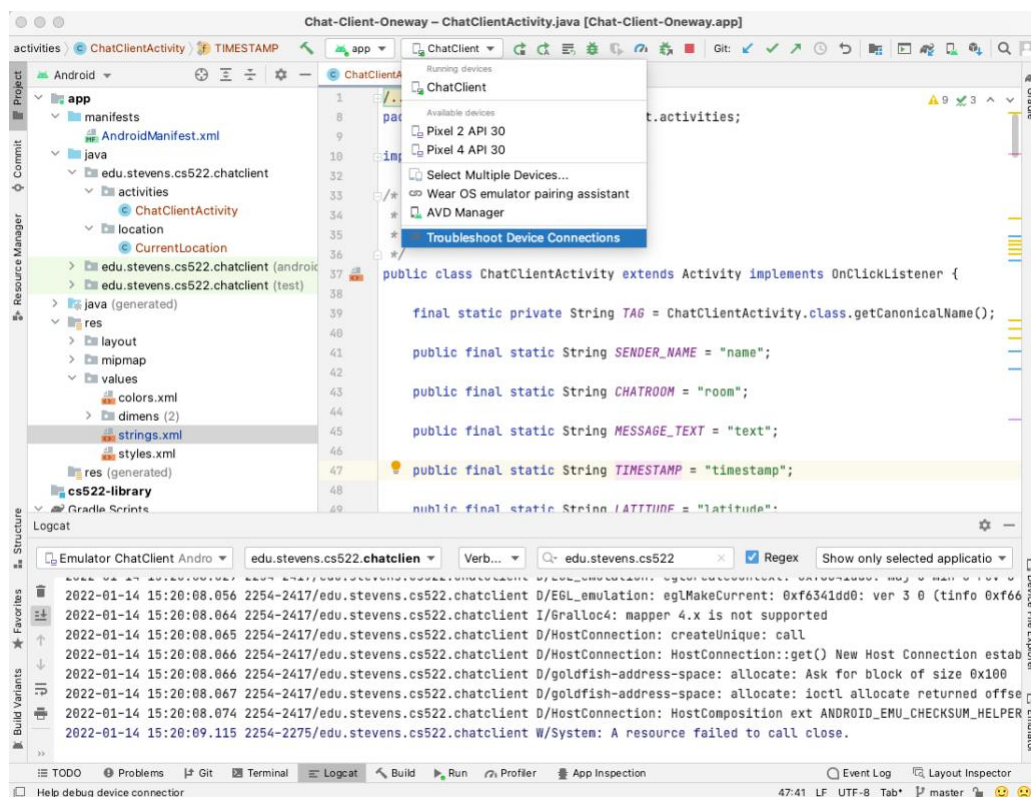 Chat-Client-Oneway – ChatClientActivity.java [Chat-Client-Oneway.app]
activities ChatClientActivity TIMESTAMP app ChatClient Git:
Project
Commit
Resource Manager
Structure
Favorites
Build Variants
Android
app
manifests
AndroidManifest.xml
java
edu.stevens.cs522.chatclient
activities
ChatClientActivity
location
CurrentLocation
edu.stevens.cs522.chatclient (android
edu.stevens.cs522.chatclient (test)
java (generated)
res
layout
mipmap
values
colors.xml
dimens (2)
strings.xml
styles.xml
res (generated)
cs522-library
Gradle Scripts
Running devices
ChatClient
Available devices
Pixel 2 API 30
Pixel 4 API 30
Select Multiple Devices...
Wear OS emulator pairing assistant
AVD Manager
Troubleshoot Device Connections
ChatClientA
9 3
1 /..
8 pac t.activities;
9
10 imp
32
33 /*
34 *
35 *
36 */
37 public class ChatClientActivity extends Activity implements OnClickListener {
38
39 final static private String TAG = ChatClientActivity.class.getCanonicalName();
40
41 public final static String SENDER_NAME = "name";
42
43 public final static String CHATROOM = "room";
44
45 public final static String MESSAGE_TEXT = "text";
46
47 public final static String TIMESTAMP = "timestamp";
48
49 public final static String LATITUDE = "latitude";
Logcat
Emulator ChatClient Andro edu.stevens.cs522.chatclien Verb... edu.stevens.cs522 Regex Show only selected applicatio
2022-01-14 15:20:08.056 2254-2417/edu.stevens.cs522.chatclient D/EGL_emulation: eglMakeCurrent: 0xf6341dd0: ver 3 0 (tinfo 0xf66
2022-01-14 15:20:08.064 2254-2417/edu.stevens.cs522.chatclient I/Gralloc4: mapper 4.x is not supported
2022-01-14 15:20:08.065 2254-2417/edu.stevens.cs522.chatclient D/HostConnection: createUnique: call
2022-01-14 15:20:08.066 2254-2417/edu.stevens.cs522.chatclient D/HostConnection: HostConnection::get() New Host Connection estab
2022-01-14 15:20:08.066 2254-2417/edu.stevens.cs522.chatclient D/goldfish-address-space: allocate: Ask for block of size 0x100
2022-01-14 15:20:08.067 2254-2417/edu.stevens.cs522.chatclient D/goldfish-address-space: allocate: ioctl allocate returned offse
2022-01-14 15:20:08.074 2254-2417/edu.stevens.cs522.chatclient D/HostConnection: HostComposition ext ANDROID_EMU_CHECKSUM_HELPER
2022-01-14 15:20:09.115 2254-2275/edu.stevens.cs522.chatclient W/System: A resource failed to call close.
TODO Problems Git Terminal Logcat Build Run Profiler App Inspection Event Log Layout Inspector
Help debug device connectior 47:41 LF UTF-8 Tab* master